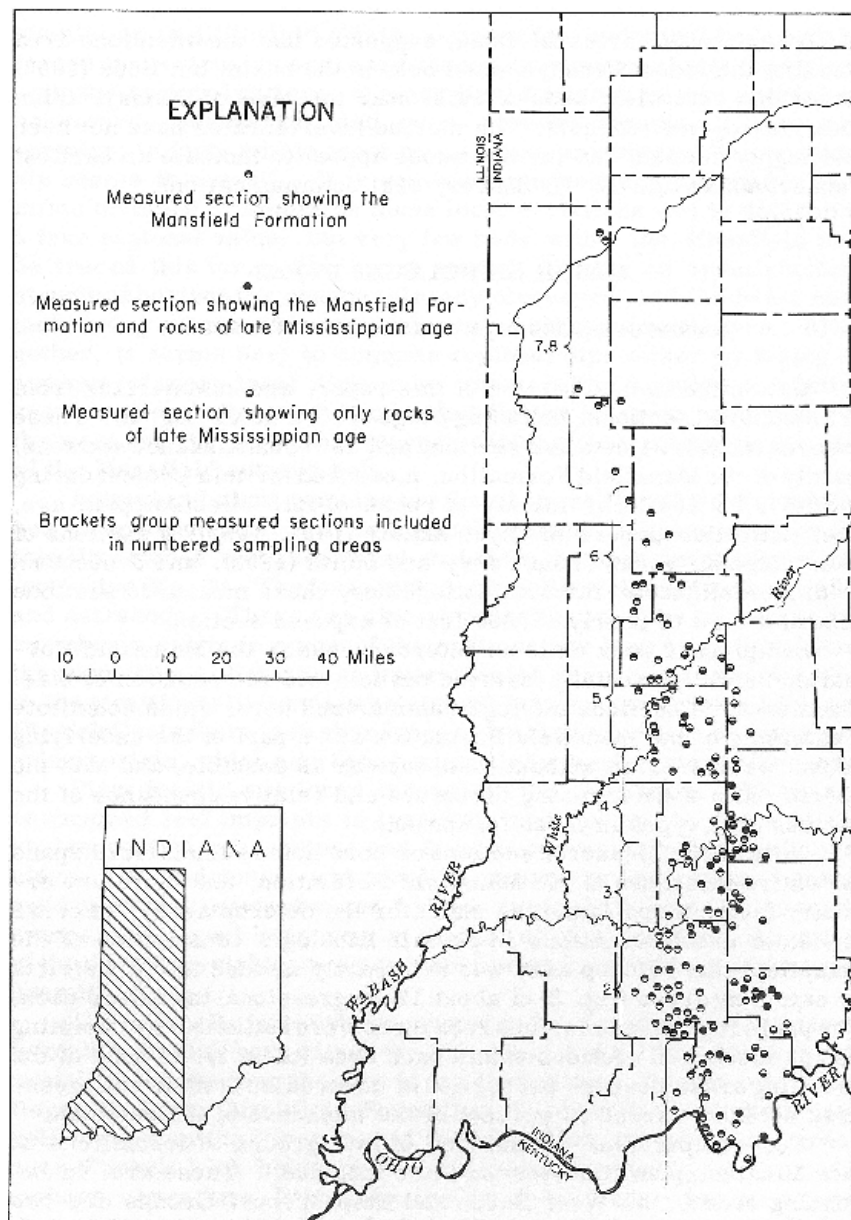 EXPLANATION
Measured section showing the
Mansfield Formation
Measured section showing the Mansfield For-
mation and rocks of late Mississippian age
Measured section showing only rocks
of late Mississippian age
Brackets group measured sections included
in numbered sampling areas
10 0 10 20 30 40 Miles
INDIANA
ILLINOIS
INDIANA
7,8
6
River
5
4
White
3
RIVER
WABASH
2
1
RIVER
OHIO
INDIANA
KENTUCKY